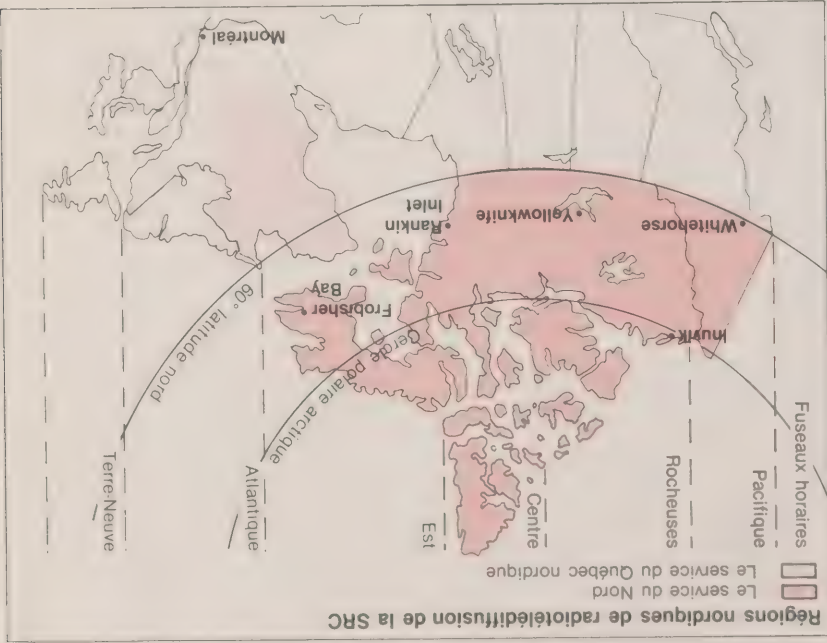 Régions nordiques de radiotélédiffusion de la SRC
Le service du Nord
Le service du Québec nordique
Fuseaux horaires
Pacifique
Rocheuses
Centre
Est
Atlantique
Terre-Neuve
Inuvik
Cercle polaire arctique
60° latitude nord
Frobisher
Bay
Whitehorse
Yellowknife
Rankin
Inlet
Montréal